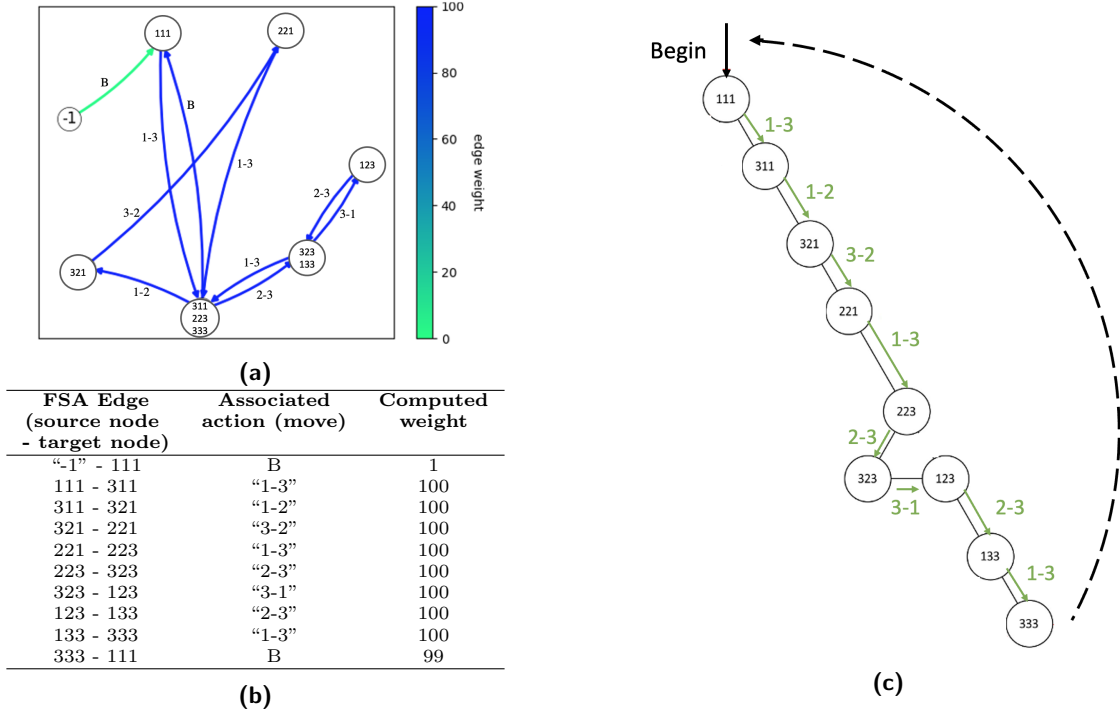 111
221
B
-1
B
1-3
1-3
123
2-3
3-1
3-2
323
133
1-3
321
1-2
2-3
311
223
333
100
80
60
40
20
0
edge weight
(a)
FSA Edge (source node - target node) Associated action (move) Computed weight
“-1” - 111 B 1
111 - 311 “1-3” 100
311 - 321 “1-2” 100
321 - 221 “3-2” 100
221 - 223 “1-3” 100
223 - 323 “2-3” 100
323 - 123 “3-1” 100
123 - 133 “2-3” 100
133 - 333 “1-3” 100
333 - 111 B 99
(b)
Begin
111
1-3
311
1-2
321
3-2
221
1-3
223
2-3
323
3-1
123
2-3
133
1-3
333
(c)